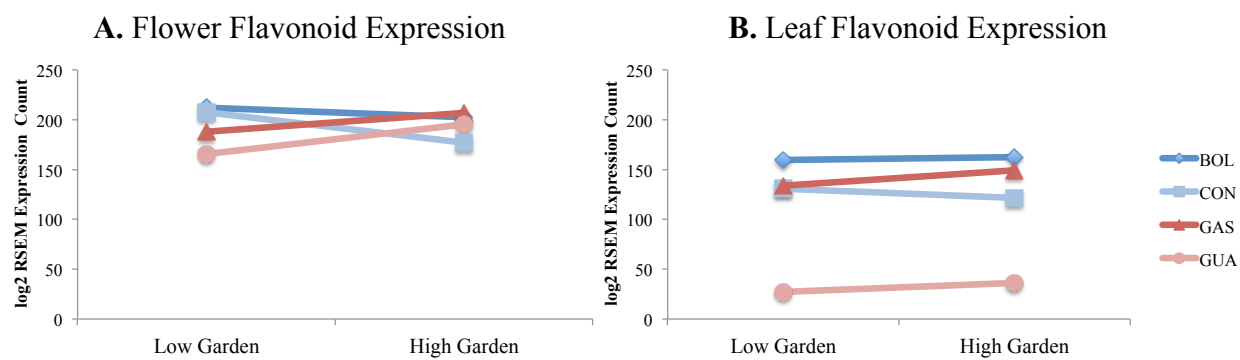 A. Flower Flavonoid Expression
log2 RSEM Expression Count
250
200
150
100
50
0
Low Garden
High Garden
B. Leaf Flavonoid Expression
log2 RSEM Expression Count
250
200
150
100
50
0
Low Garden
High Garden
BOL
CON
GAS
GUA